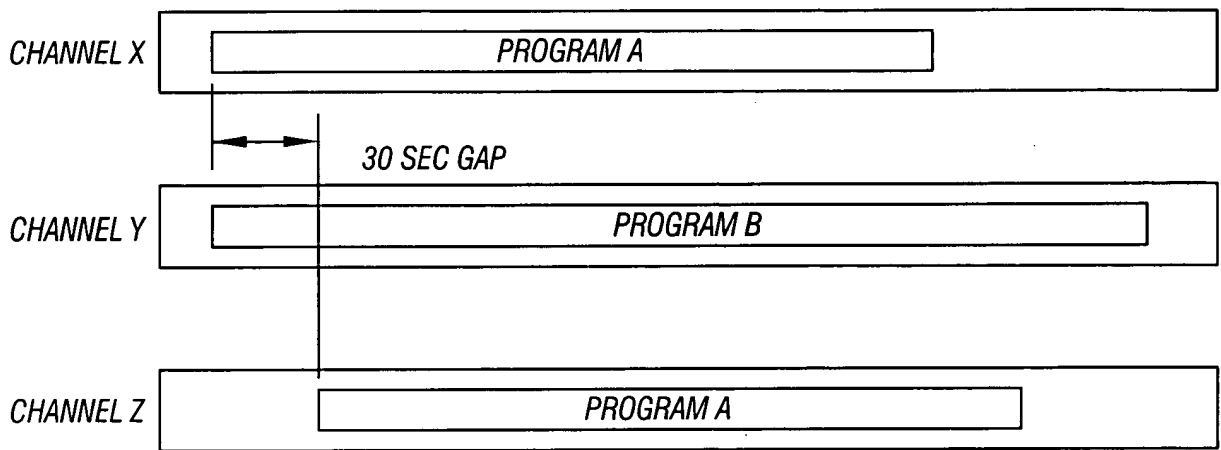 CHANNEL X
PROGRAM A
30 SEC GAP
CHANNEL Y
PROGRAM B
CHANNEL Z
PROGRAM A